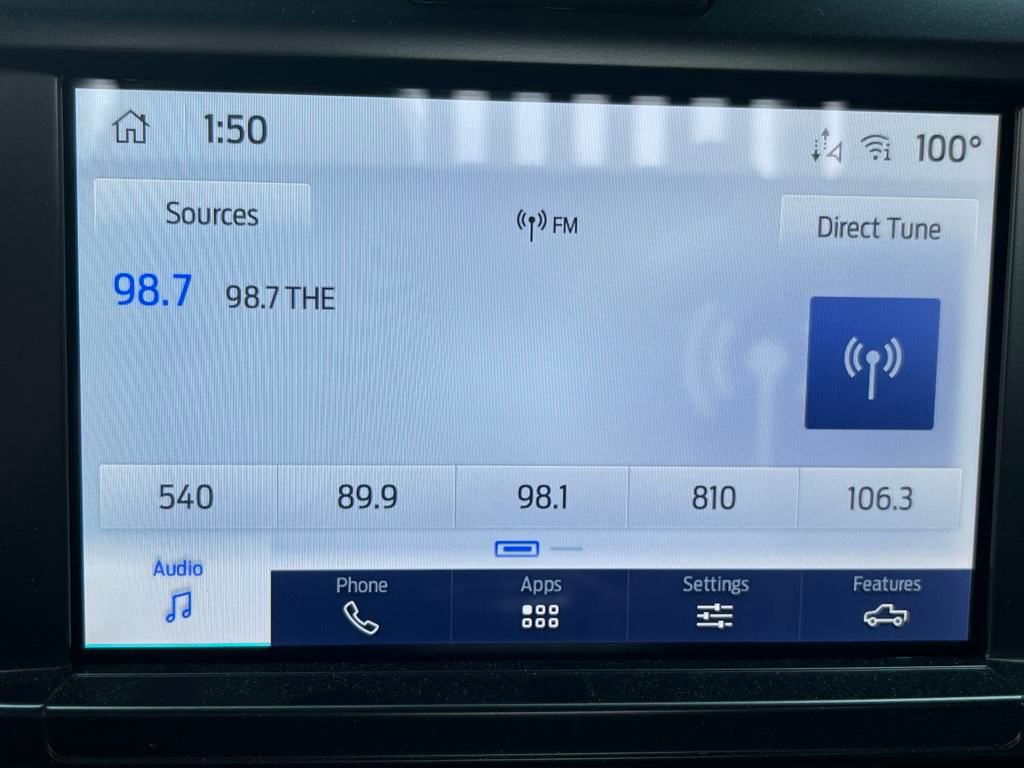 1:50
100°
Sources
FM
Direct Tune
98.7 98.7 THE
540 89.9 98.1 810 106.3
Audio Phone Apps Settings Features